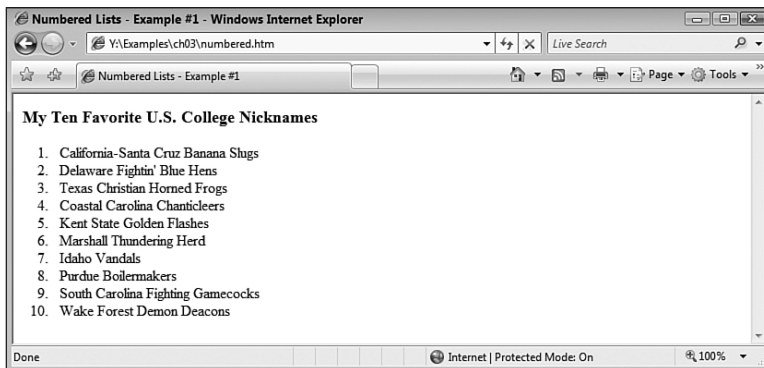 Numbered Lists - Example #1 - Windows Internet Explorer
Y:\Examples\ch03\numbered.htm
Live Search
Numbered Lists - Example #1
Page
Tools
»
My Ten Favorite U.S. College Nicknames
1. California-Santa Cruz Banana Slugs
2. Delaware Fightin' Blue Hens
3. Texas Christian Horned Frogs
4. Coastal Carolina Chanticleers
5. Kent State Golden Flashes
6. Marshall Thundering Herd
7. Idaho Vandals
8. Purdue Boilermakers
9. South Carolina Fighting Gamecocks
10. Wake Forest Demon Deacons
Done
Internet | Protected Mode: On
100%